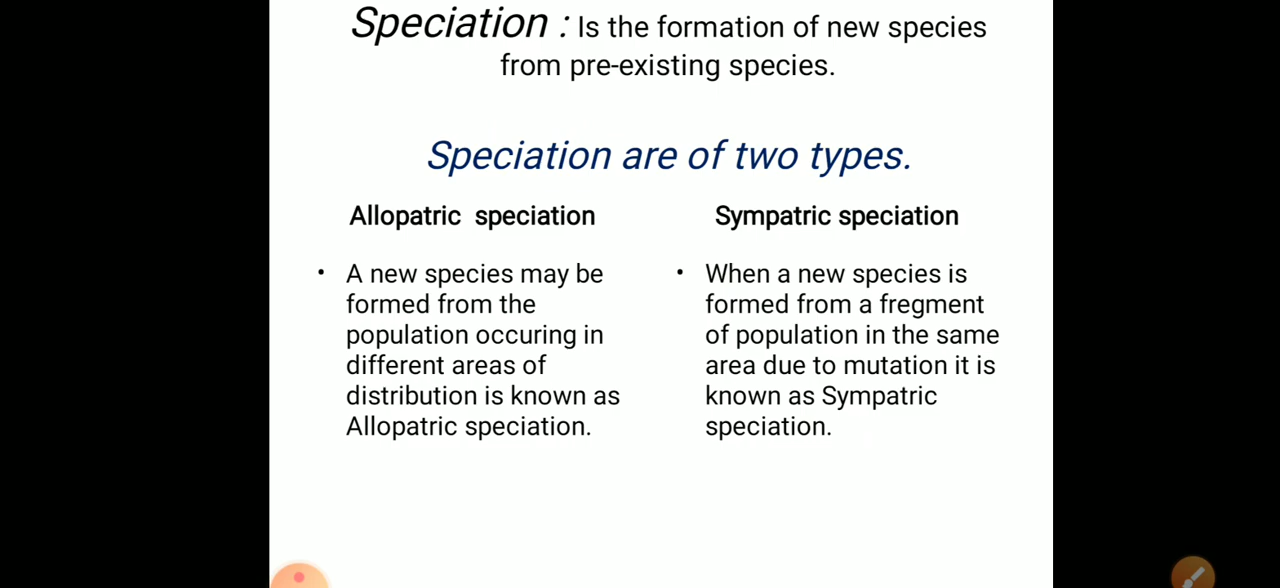 Speciation : Is the formation of new species
from pre-existing species.
Speciation are of two types.
Allopatric speciation
• A new species may be
formed from the
population occuring in
different areas of
distribution is known as
Allopatric speciation.
Sympatric speciation
• When a new species is
formed from a fregment
of population in the same
area due to mutation it is
known as Sympatric
speciation.